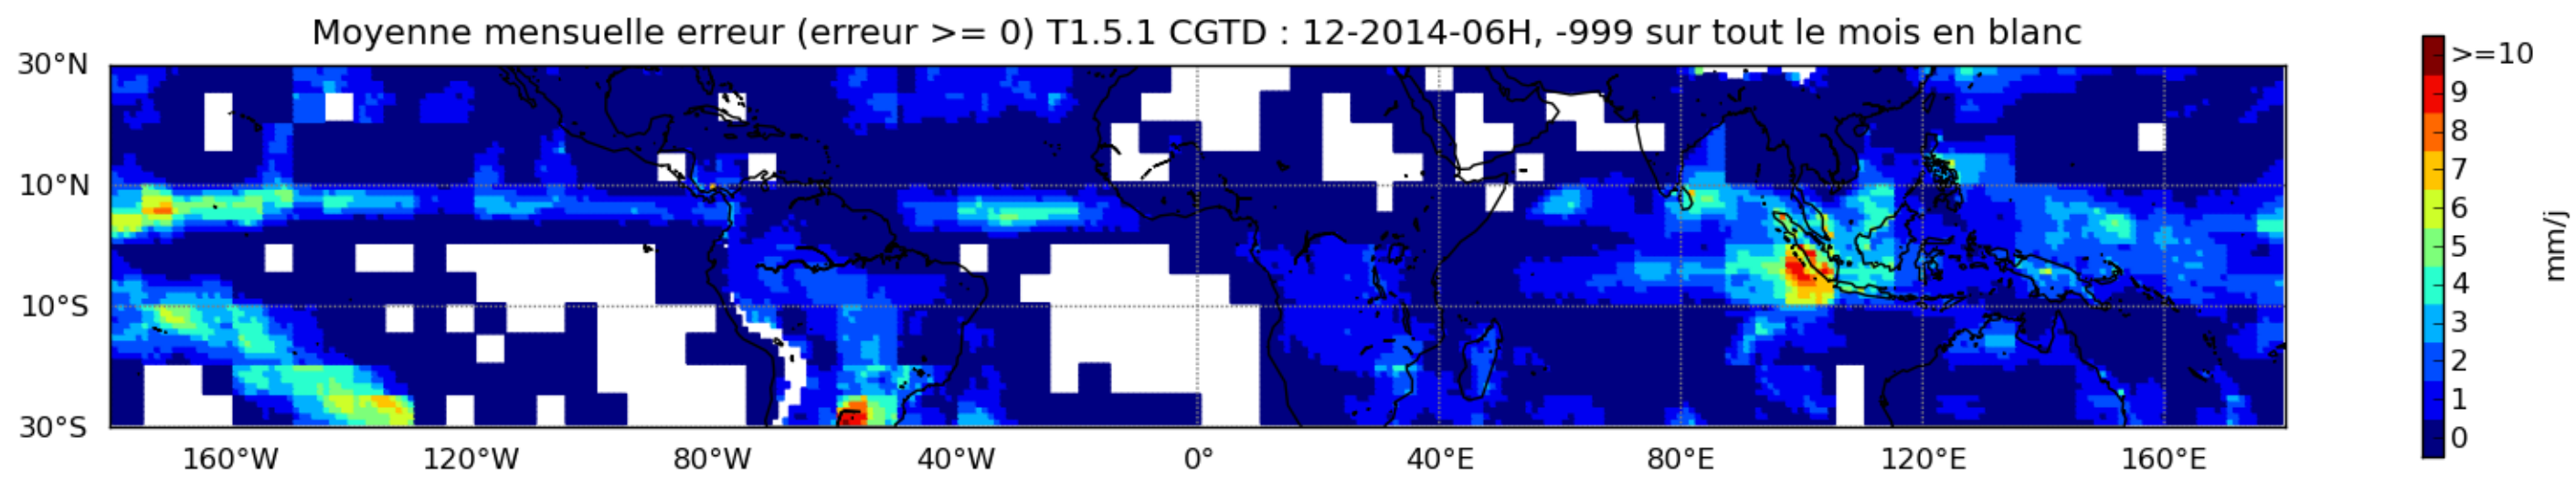 Moyenne mensuelle erreur (erreur >= 0) T1.5.1 CGTD : 12-2014-06H, -999 sur tout le mois en blanc
30°N
10°N
10°S
30°S
160°W 120°W 80°W 40°W 0° 40°E 80°E 120°E 160°E
>=10
9
8
7
6
5
4
3
2
1
0
mm/j